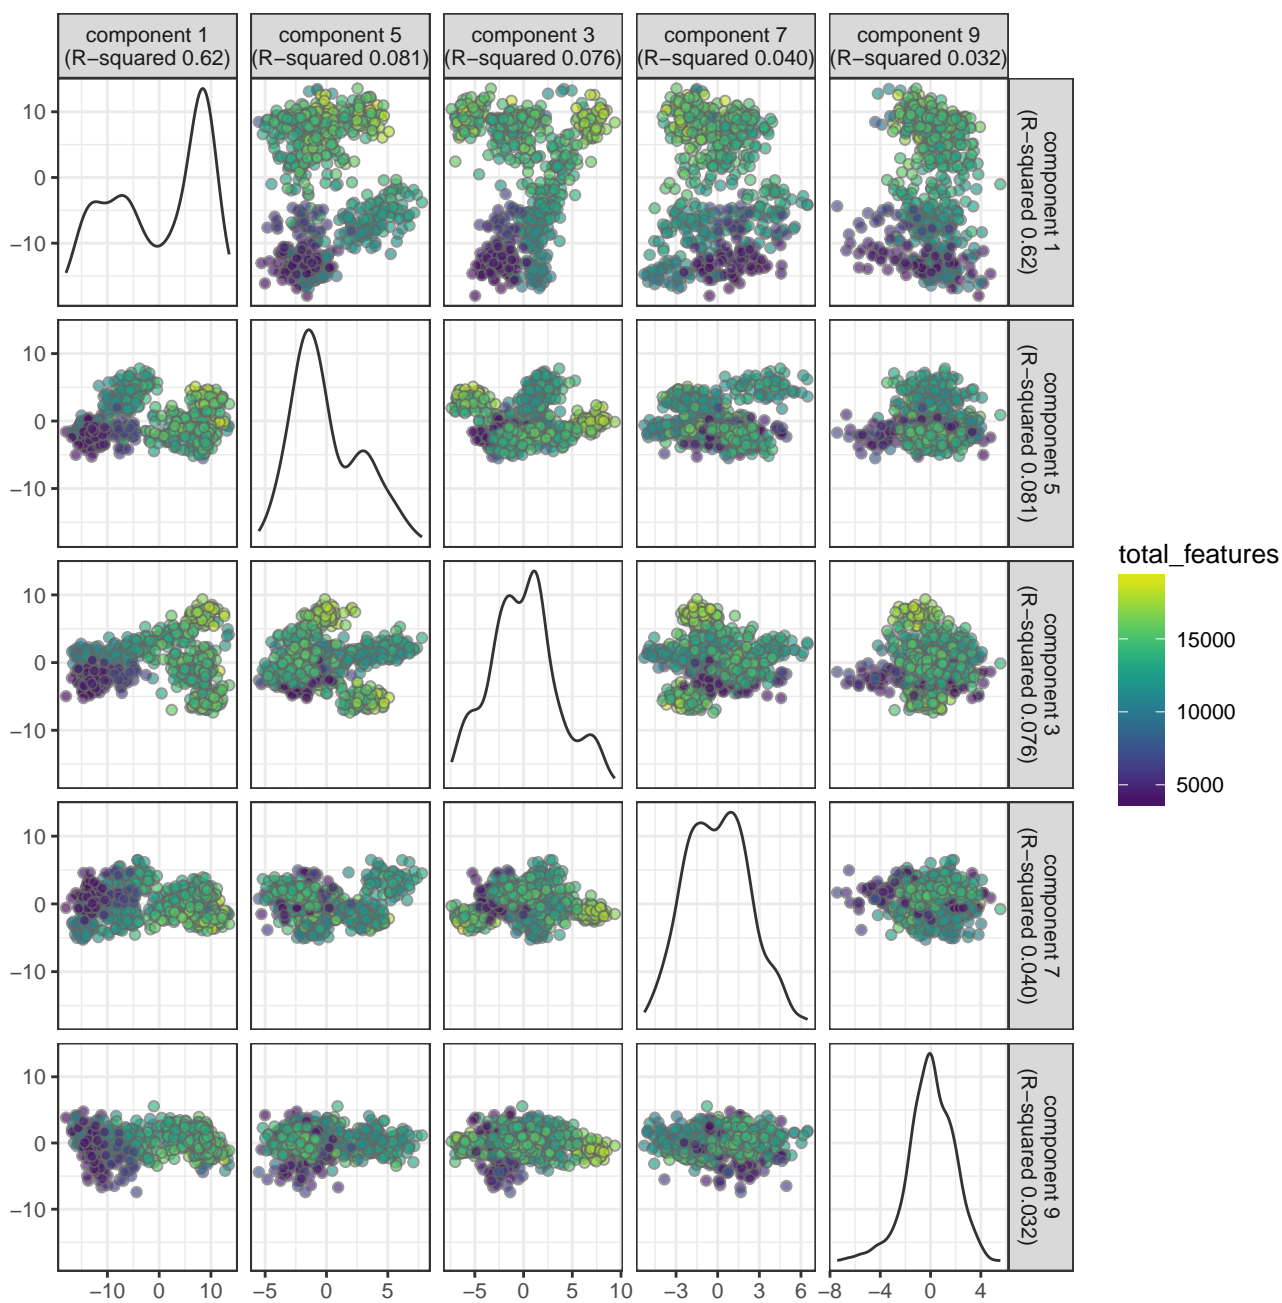 component 1
(R−squared 0.62)
component 5
(R−squared 0.081)
component 3
(R−squared 0.076)
component 7
(R−squared 0.040)
component 9
(R−squared 0.032)
10
0
−10
component 1
(R−squared 0.62)
10
0
−10
component 5
(R−squared 0.081)
10
0
−10
component 3
(R−squared 0.076)
10
0
−10
component 7
(R−squared 0.040)
10
0
−10
component 9
(R−squared 0.032)
−10 0 10
−5 0 5
−5 0 5 10
−3 0 3 6
−8 −4 0 4
total_features
15000
10000
5000